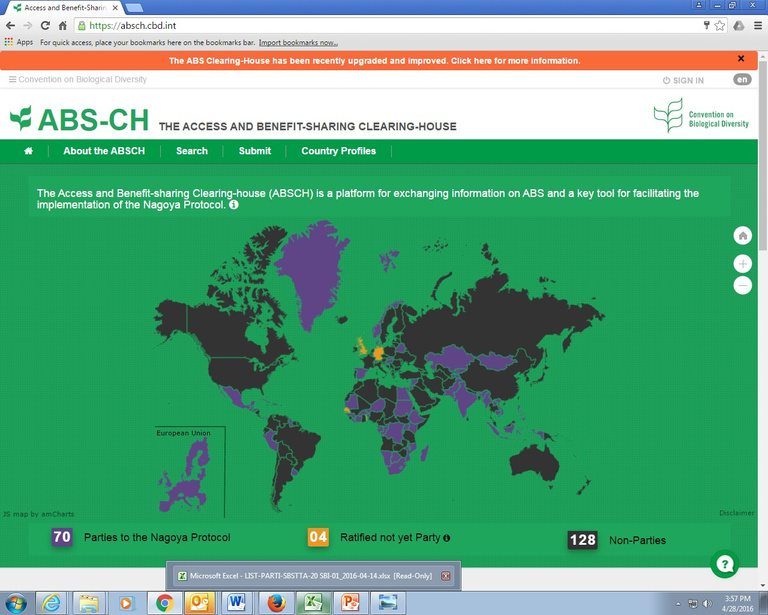 Access and Benefit-Sharin
https://absch.cbd.int
Apps For quick access, place your bookmarks here on the bookmarks bar. Import bookmarks now...
The ABS Clearing-House has been recently upgraded and improved. Click here for more information.
Convention on Biological Diversity
SIGN IN
en
ABS-CH THE ACCESS AND BENEFIT-SHARING CLEARING-HOUSE
Convention on
Biological Diversity
About the ABSCH
Search
Submit
Country Profiles
The Access and Benefit-sharing Clearing-house (ABSCH) is a platform for exchanging information on ABS and a key tool for facilitating the
implementation of the Nagoya Protocol.
European Union
JS map by amCharts
Disclaimer
70 Parties to the Nagoya Protocol
04 Ratified not yet Party
128 Non-Parties
Microsoft Excel - LIST-PARTI-SBSTTA-20 SBI-01_2016-04-14.xlsx [Read-Only]
3:57 PM
4/28/2016